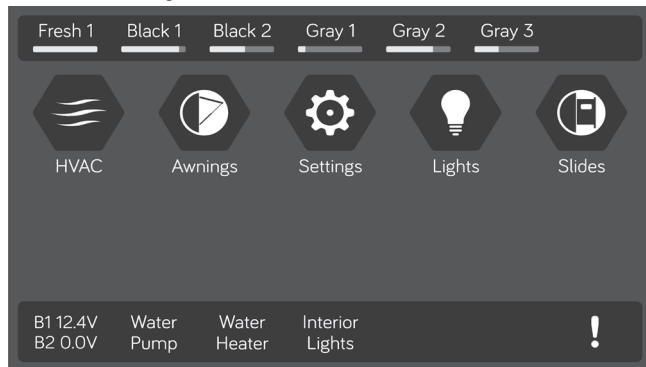 Fresh 1 Black 1 Black 2 Gray 1 Gray 2 Gray 3
HVAC Awnings Settings Lights Slides
B1 12.4V Water Water Interior
B2 0.0V Pump Heater Lights
!